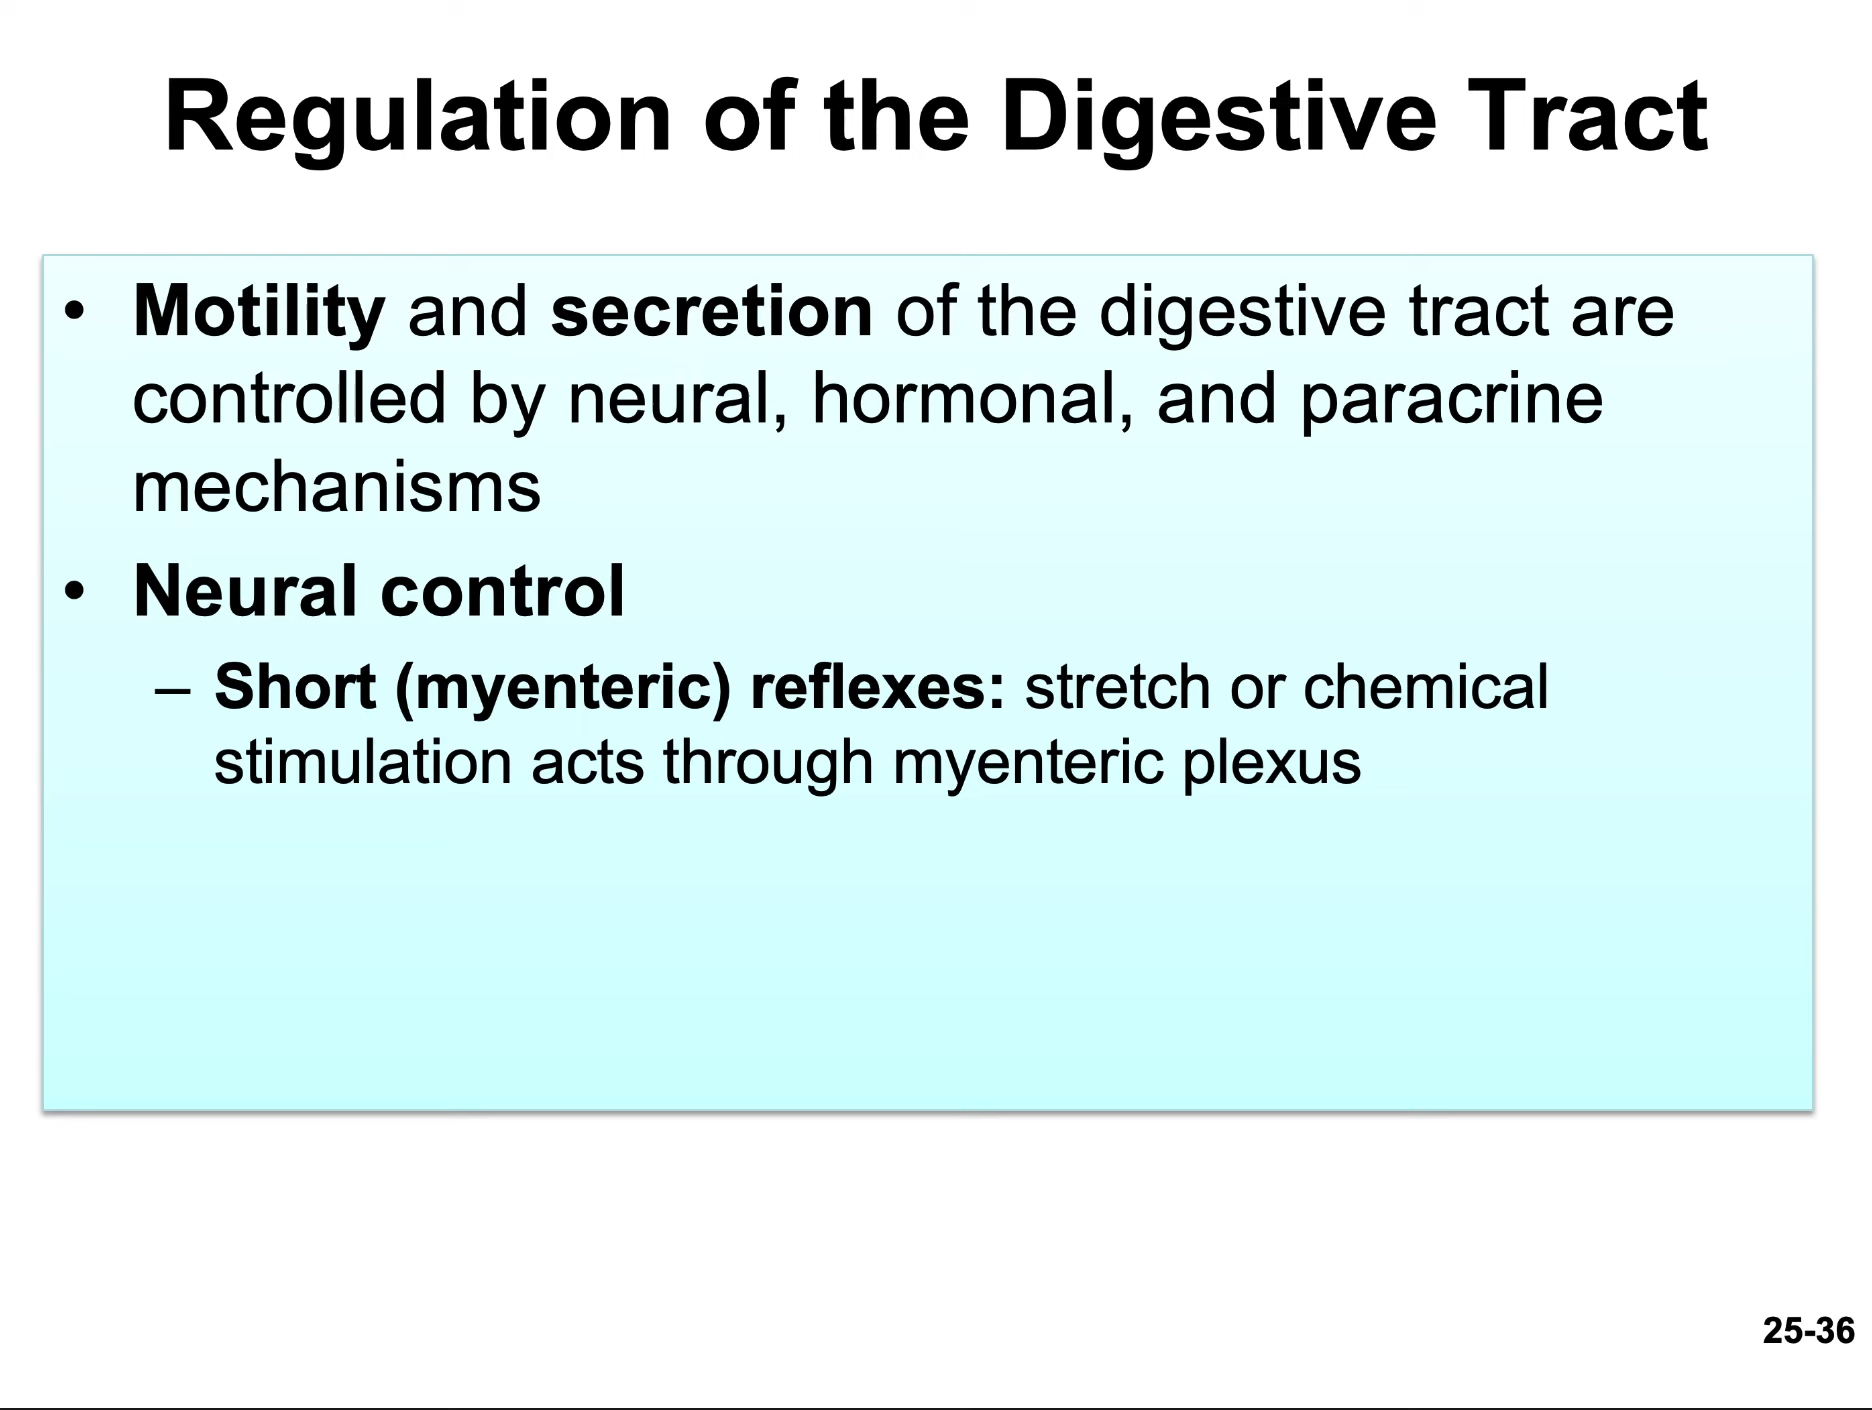 Regulation of the Digestive Tract
• Motility and secretion of the digestive tract are
controlled by neural, hormonal, and paracrine
mechanisms
• Neural control
– Short (myenteric) reflexes: stretch or chemical
stimulation acts through myenteric plexus
25-36